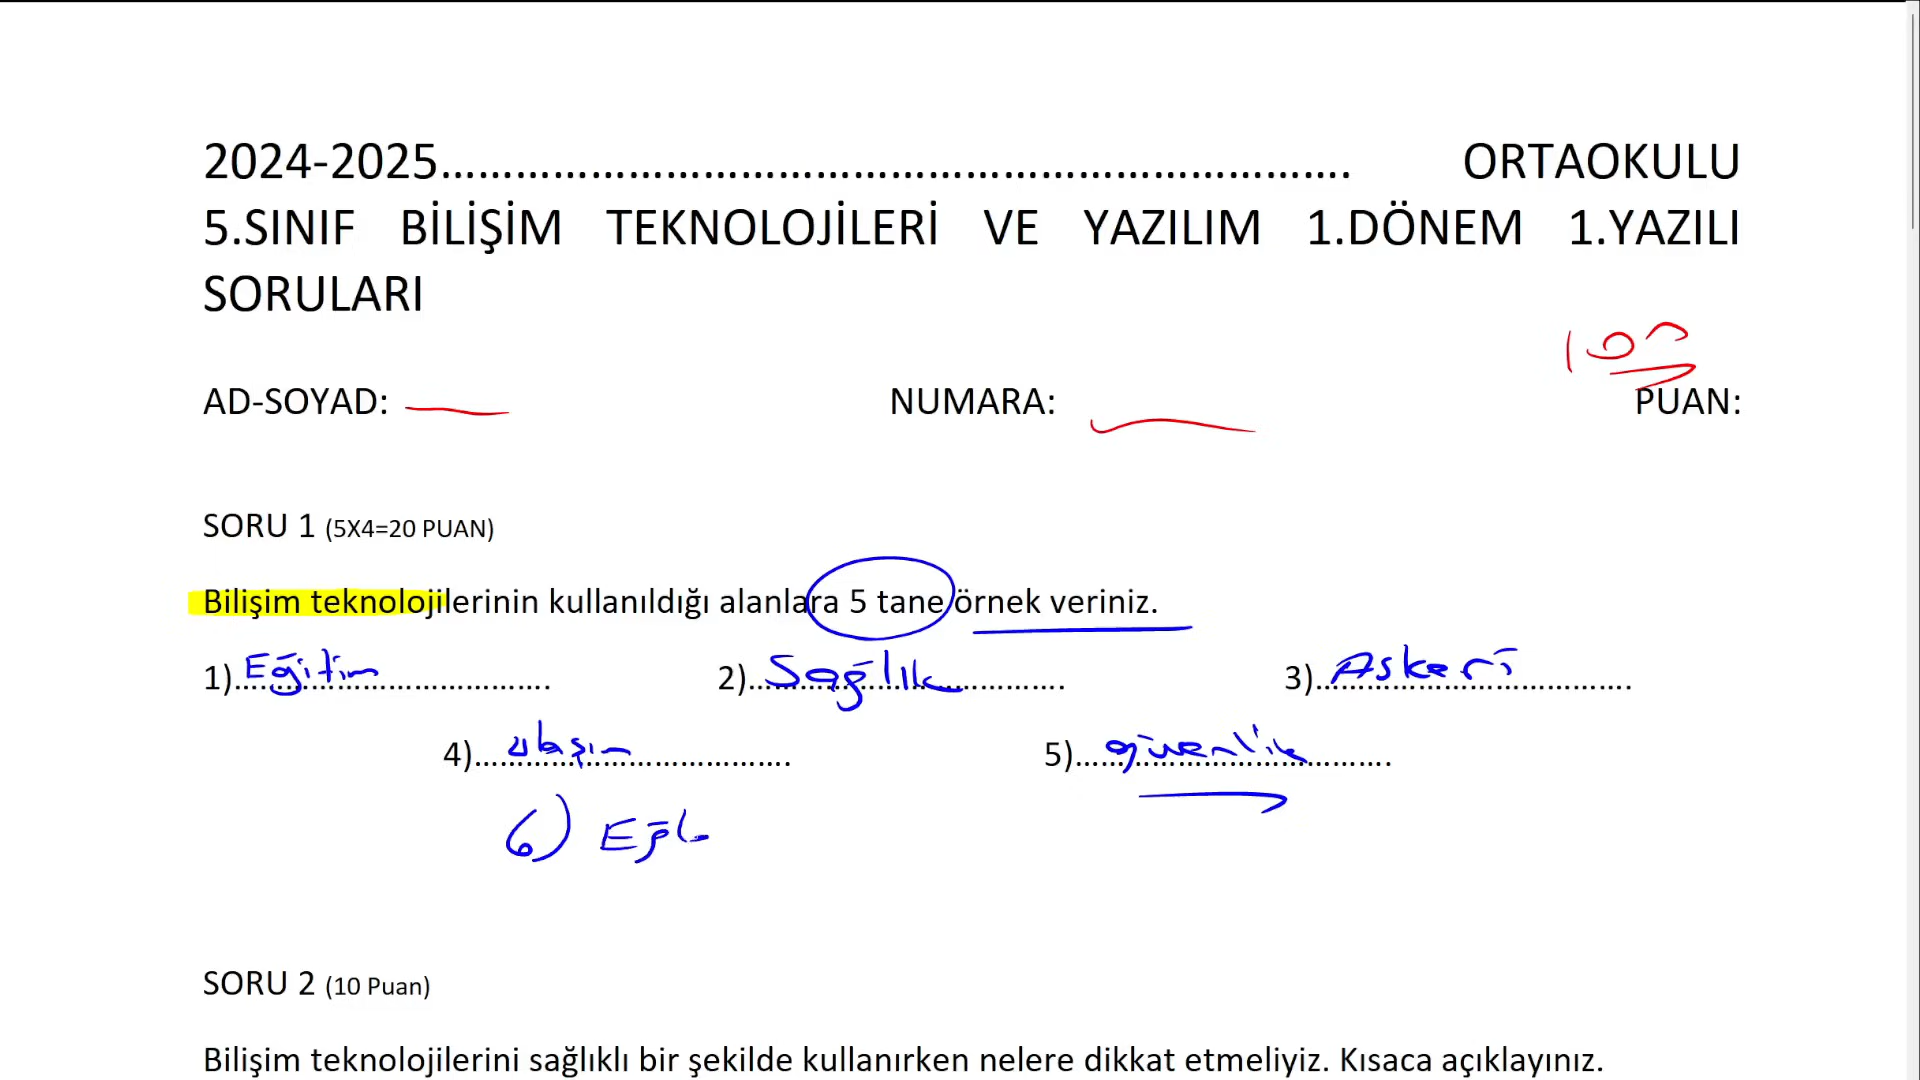 2024-2025........................................................................ ORTAOKULU
5.SINIF BİLİŞİM TEKNOLOJİLERİ VE YAZILIM 1.DÖNEM 1.YAZILI
SORULARI
100
AD-SOYAD: NUMARA: PUAN:
SORU 1 (5X4=20 PUAN)
Bilişim teknolojilerinin kullanıldığı alanlara 5 tane örnek veriniz.
1) Eğitim 2) Sağlık 3) Askerî
4) ulaşım 5) güvenlik
6) Eğl
SORU 2 (10 Puan)
Bilişim teknolojilerini sağlıklı bir şekilde kullanırken nelere dikkat etmeliyiz. Kısaca açıklayınız.